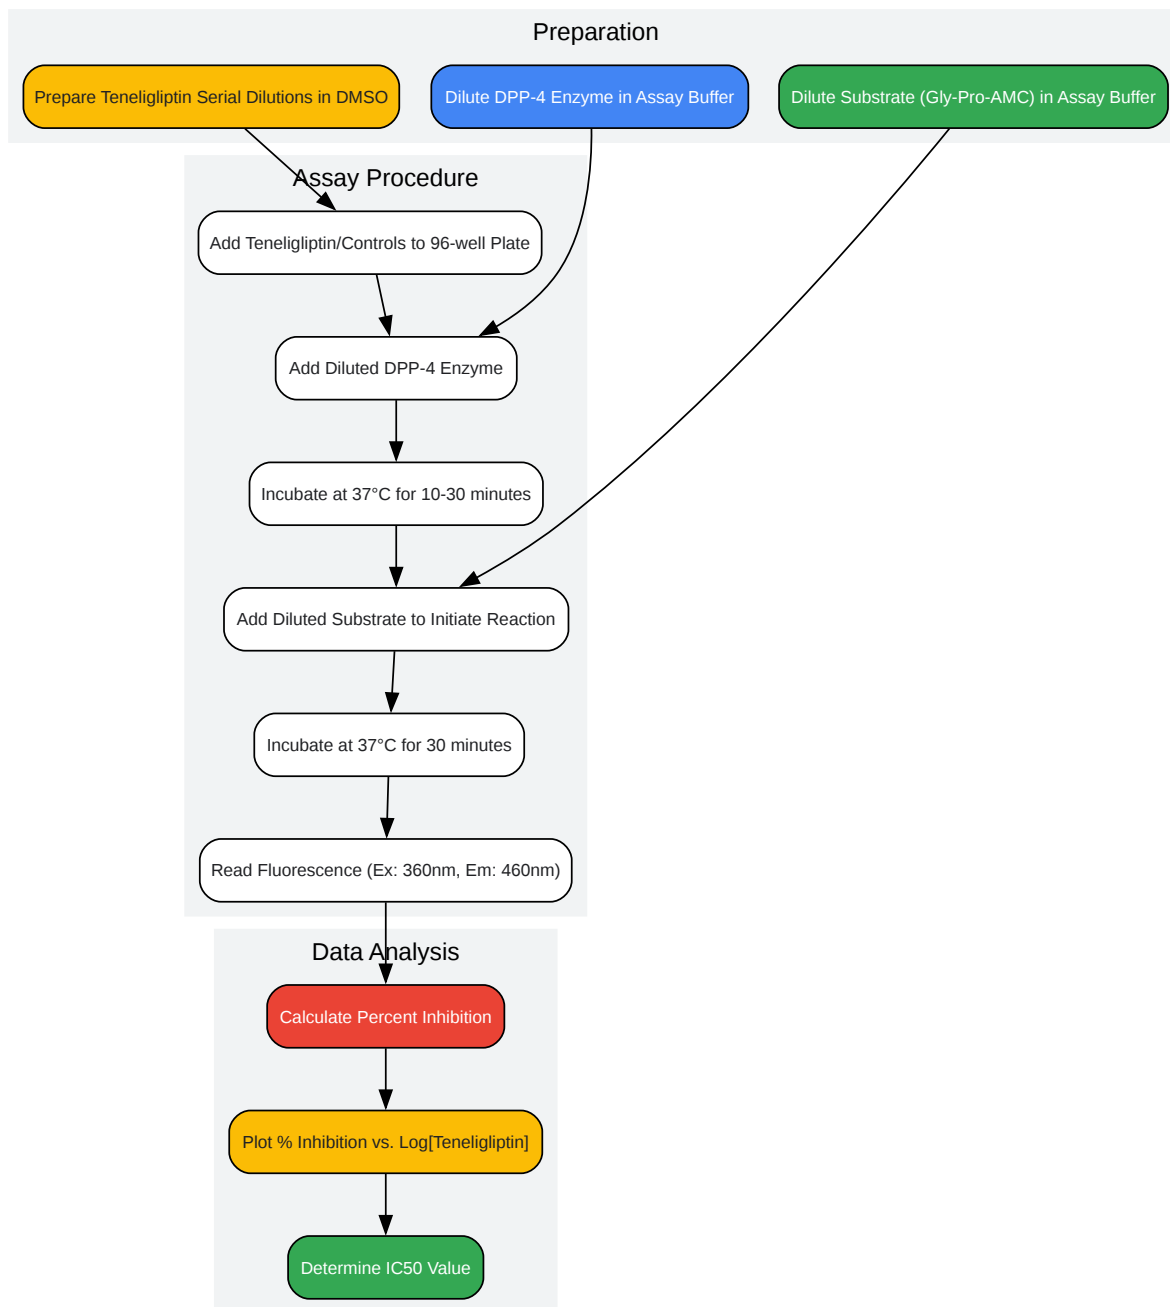 Preparation
Prepare Teneligliptin Serial Dilutions in DMSO
Dilute DPP-4 Enzyme in Assay Buffer
Dilute Substrate (Gly-Pro-AMC) in Assay Buffer
Assay Procedure
Add Teneligliptin/Controls to 96-well Plate
Add Diluted DPP-4 Enzyme
Incubate at 37°C for 10-30 minutes
Add Diluted Substrate to Initiate Reaction
Incubate at 37°C for 30 minutes
Read Fluorescence (Ex: 360nm, Em: 460nm)
Data Analysis
Calculate Percent Inhibition
Plot % Inhibition vs. Log[Teneligliptin]
Determine IC50 Value